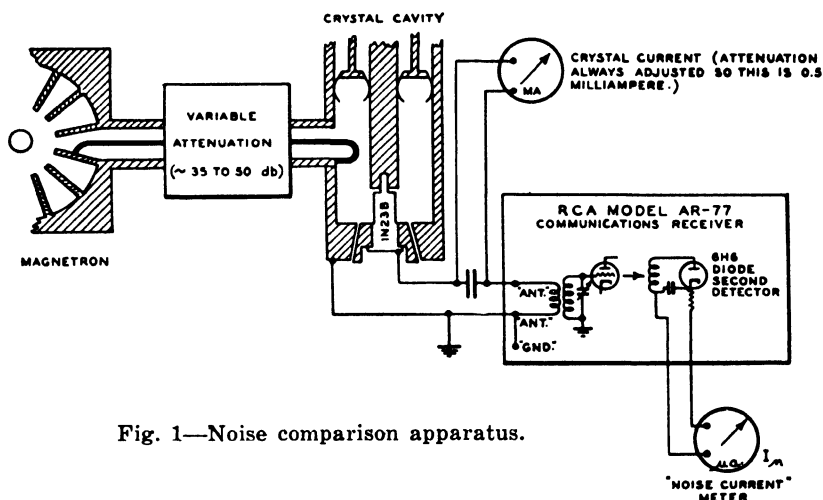 CRYSTAL CAVITY
CRYSTAL CURRENT (ATTENUATION
ALWAYS ADJUSTED SO THIS IS 0.5
MILLIAMPERE.)
MA
VARIABLE
ATTENUATION
(~ 35 TO 50 db)
MAGNETRON
1N23B
RCA MODEL AR-77
COMMUNICATIONS RECEIVER
6H6
DIODE
SECOND
DETECTOR
"ANT."
"ANT."
"GND."
Fig. 1—Noise comparison apparatus.
μa.
In
"NOISE CURRENT"
METER